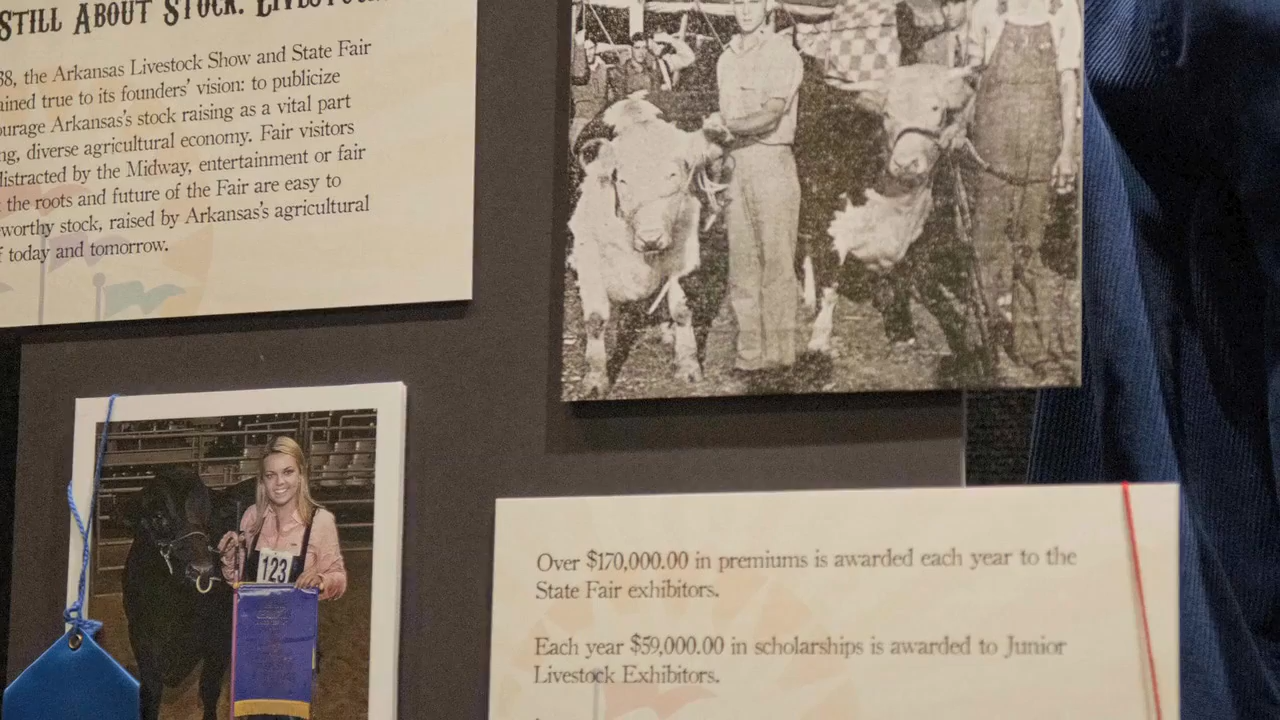 STILL ABOUT STOCK.
38, the Arkansas Livestock Show and State Fair
ained true to its founders' vision: to publicize
ourage Arkansas's stock raising as a vital part
ng, diverse agricultural economy. Fair visitors
distracted by the Midway, entertainment or fair
the roots and future of the Fair are easy to
worthy stock, raised by Arkansas's agricultural
f today and tomorrow.
123
Over $170,000.00 in premiums is awarded each year to the
State Fair exhibitors.
Each year $59,000.00 in scholarships is awarded to Junior
Livestock Exhibitors.